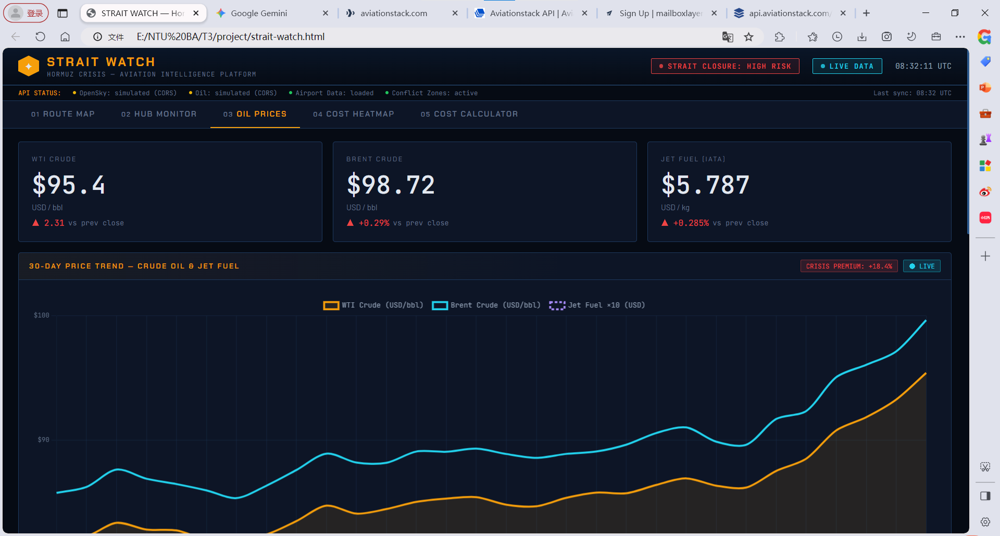 登录
STRAIT WATCH — Hor
Google Gemini
aviationstack.com
Aviationstack API | Avi
Sign Up | mailboxlayer
api.aviationstack.com/
文件
E:/NTU%20BA/T3/project/strait-watch.html
STRAIT WATCH
HORMUZ CRISIS — AVIATION INTELLIGENCE PLATFORM
STRAIT CLOSURE: HIGH RISK
LIVE DATA
08:32:11 UTC
API STATUS: OpenSky: simulated (CORS) Oil: simulated (CORS) Airport Data: loaded Conflict Zones: active
Last sync: 08:32 UTC
01 ROUTE MAP
02 HUB MONITOR
03 OIL PRICES
04 COST HEATMAP
05 COST CALCULATOR
WTI CRUDE
$95.4
USD / bbl
▲ 2.31 vs prev close
BRENT CRUDE
$98.72
USD / bbl
▲ +0.29% vs prev close
JET FUEL (IATA)
$5.787
USD / kg
▲ +0.285% vs prev close
30-DAY PRICE TREND — CRUDE OIL & JET FUEL
CRISIS PREMIUM: +18.4%
LIVE
WTI Crude (USD/bbl)
Brent Crude (USD/bbl)
Jet Fuel ×10 (USD)
$100
$90